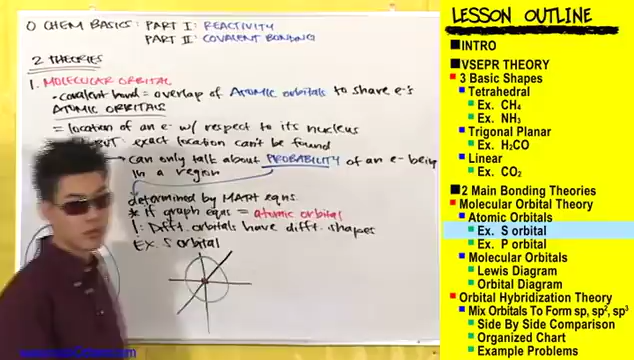 O CHEM BASICS: PART I: REACTIVITY
PART II: COVALENT BONDING
2 THEORIES
1. MOLECULAR ORBITAL
- covalent bond = overlap of Atomic orbitals to share e-s
ATOMIC ORBITALS
= location of an e- w/ respect to its nucleus
BUT exact location can't be found
can only talk about PROBABILITY of an e- being
in a region
determined by MATH eqns.
* if graph eqns = atomic orbital
!: Diff. orbitals have diff. shapes
Ex. S orbital
LESSON OUTLINE
INTRO
VSEPR THEORY
3 Basic Shapes
Tetrahedral
Ex. CH₄
Ex. NH₃
Trigonal Planar
Ex. H₂CO
Linear
Ex. CO₂
2 Main Bonding Theories
Molecular Orbital Theory
Atomic Orbitals
Ex. S orbital
Ex. P orbital
Molecular Orbitals
Lewis Diagram
Orbital Diagram
Orbital Hybridization Theory
Mix Orbitals To Form sp, sp², sp³
Side By Side Comparison
Organized Chart
Example Problems